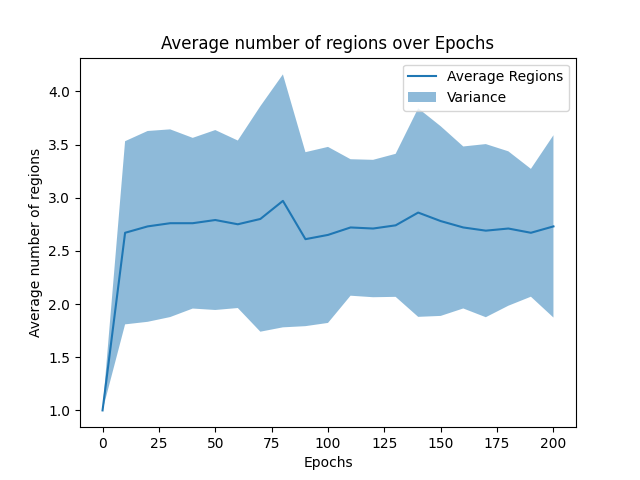 Average number of regions over Epochs
Average Regions
Variance
Average number of regions
4.0
3.5
3.0
2.5
2.0
1.5
1.0
0 25 50 75 100 125 150 175 200
Epochs